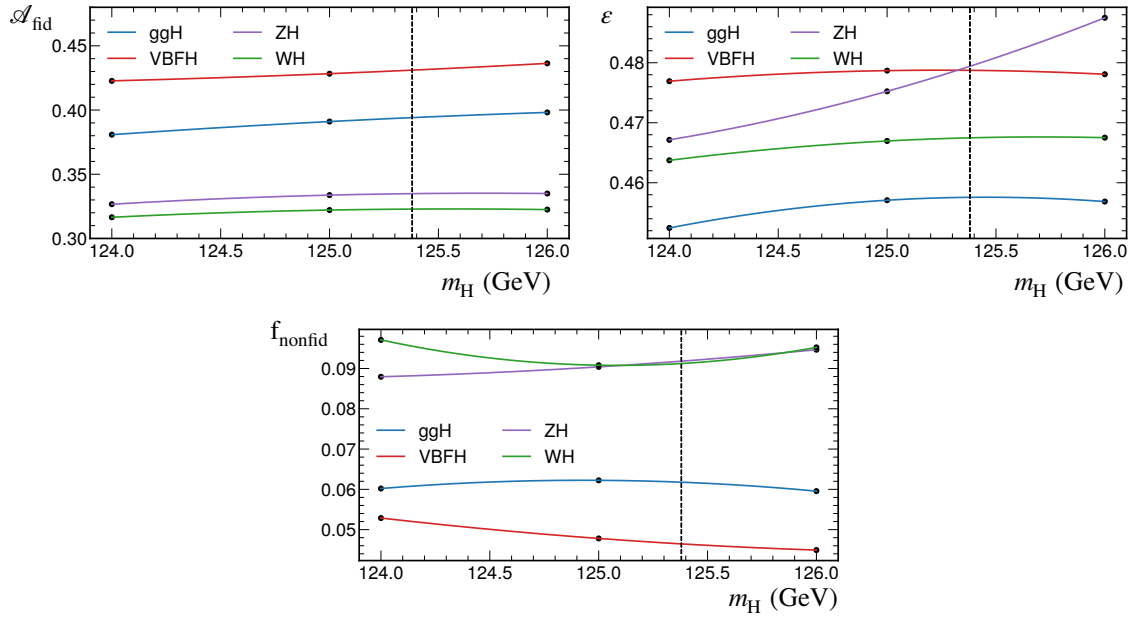 𝒜fid
ggH ZH
VBFH WH
0.45
0.40
0.35
0.30
124.0 124.5 125.0 125.5 126.0
mH (GeV)
ε
ggH ZH
VBFH WH
0.48
0.47
0.46
124.0 124.5 125.0 125.5 126.0
mH (GeV)
fnonfid
0.09
0.08
ggH ZH
VBFH WH
0.07
0.06
0.05
124.0 124.5 125.0 125.5 126.0
mH (GeV)